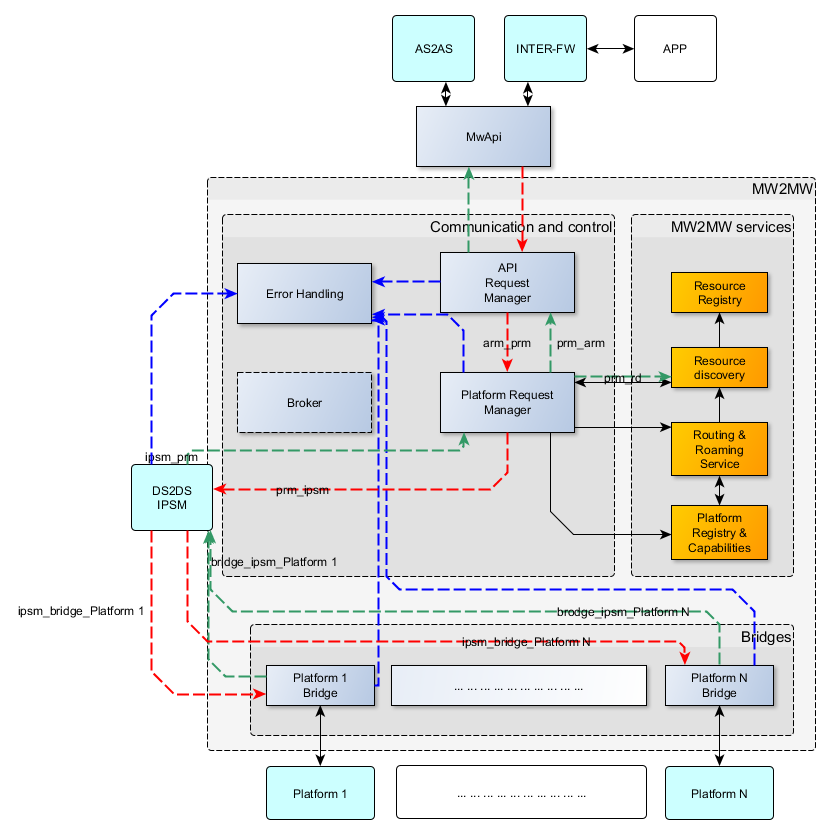 AS2AS
INTER-FW
APP
MwApi
MW2MW
Communication and control
MW2MW services
Error Handling
API
Request
Manager
Resource
Registry
arm_prm
prm_arm
Resource
discovery
prm_rd
Broker
Platform Request
Manager
Routing &
Roaming
Service
ipsm_prm
DS2DS
IPSM
prm_ipsm
Platform
Registry &
Capabilities
bridge_ipsm_Platform 1
ipsm_bridge_Platform 1
brodge_ipsm_Platform N
ipsm_bridge_Platform N
Bridges
Platform 1
Bridge
... ... ... ... ... ... ... ... ... ...
Platform N
Bridge
Platform 1
... ... ... ... ... ... ... ... ... ...
Platform N